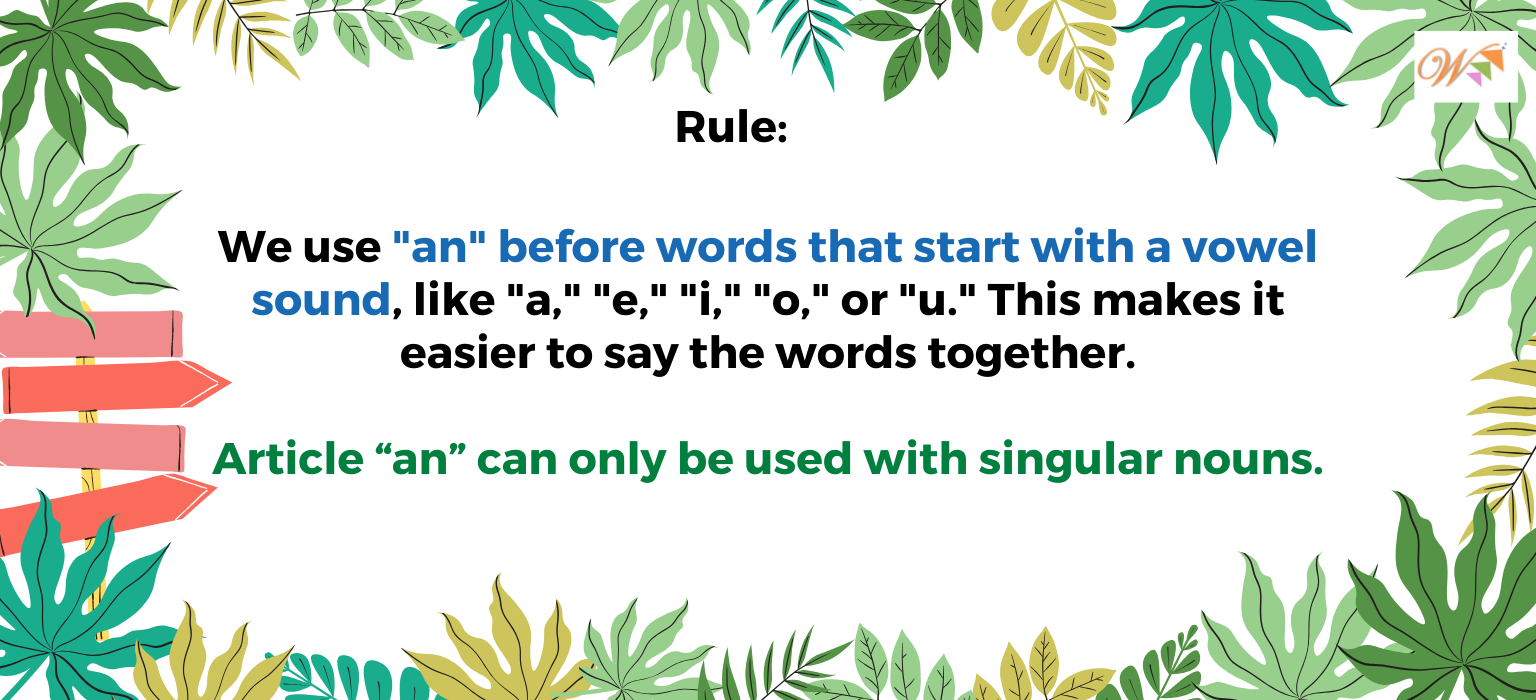 W
Rule:
We use "an" before words that start with a vowel
sound, like "a," "e," "i," "o," or "u." This makes it
easier to say the words together.
Article “an” can only be used with singular nouns.